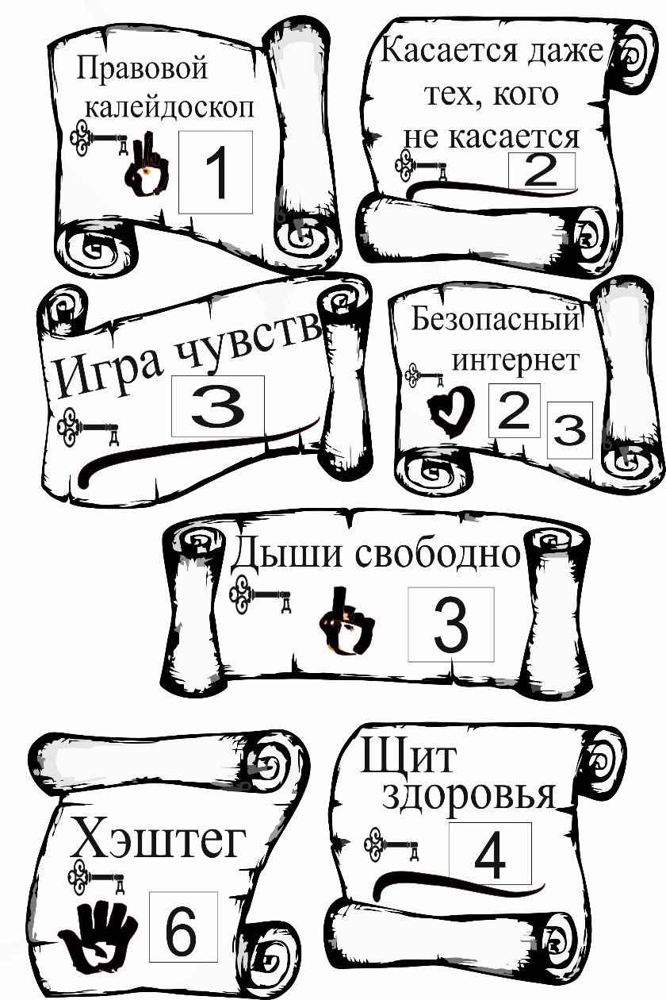 Правовой
калейдоскоп
д
1
Касается даже
тех, кого
не касается
д
2
Игра чувств
д
3
Безопасный
интернет
д
2
3
Дыши свободно
д
3
Хэштег
д
6
Щит
здоровья
д
4